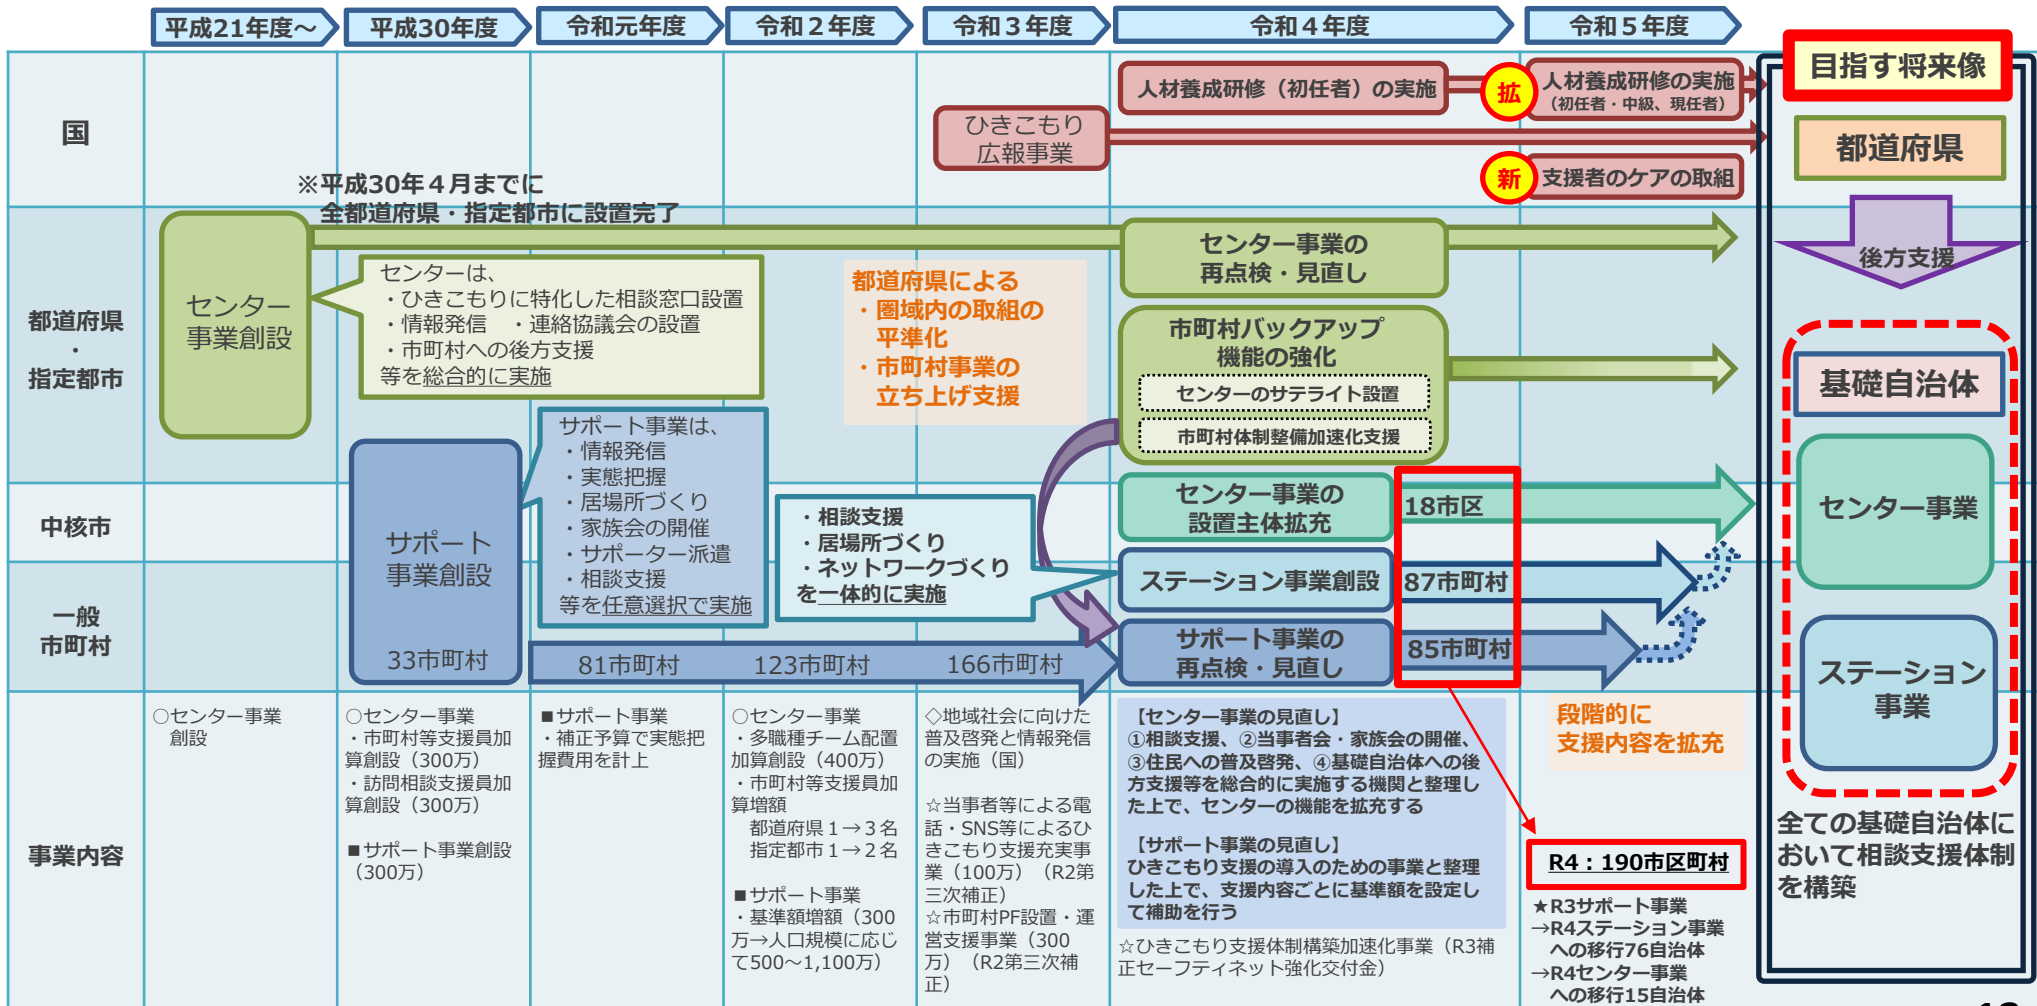 平成21年度～
平成30年度
令和元年度
令和２年度
令和３年度
令和４年度
令和５年度
国
人材養成研修（初任者）の実施
拡
人材養成研修の実施
（初任者・中級、現任者）
ひきこもり
広報事業
新
支援者のケアの取組
※平成30年４月までに
全都道府県・指定都市に設置完了
都道府県
・
指定都市
センター
事業創設
センターは、
・ひきこもりに特化した相談窓口設置
・情報発信　・連絡協議会の設置
・市町村への後方支援
等を総合的に実施
都道府県による
・圏域内の取組の
平準化
・市町村事業の
立ち上げ支援
センター事業の
再点検・見直し
市町村バックアップ
機能の強化
センターのサテライト設置
市町村体制整備加速化支援
中核市
一般
市町村
サポート
事業創設
33市町村
サポート事業は、
・情報発信
・実態把握
・居場所づくり
・家族会の開催
・サポーター派遣
・相談支援
等を任意選択で実施
・相談支援
・居場所づくり
・ネットワークづくり
を一体的に実施
81市町村
123市町村
166市町村
センター事業の
設置主体拡充
18市区
ステーション事業創設
87市町村
サポート事業の
再点検・見直し
85市町村
事業内容
○センター事業
創設
○センター事業
・市町村等支援員加
算創設（300万）
・訪問相談支援員加
算創設（300万）
■サポート事業創設
（300万）
■サポート事業
・補正予算で実態把
握費用を計上
○センター事業
・多職種チーム配置
加算創設（400万）
・市町村等支援員加
算増額
都道府県１→３名
指定都市１→２名
■サポート事業
・基準額増額（300
万→人口規模に応じ
て500～1,100万）
◇地域社会に向けた
普及啓発と情報発信
の実施（国）
☆当事者等による電
話・SNS等によるひ
きこもり支援充実事
業（100万）（R2第
三次補正）
☆市町村PF設置・運
営支援事業（300
万）（R2第三次補
正）
【センター事業の見直し】
①相談支援、②当事者会・家族会の開催、
③住民への普及啓発、④基礎自治体への後
方支援等を総合的に実施する機関と整理し
た上で、センターの機能を拡充する
【サポート事業の見直し】
ひきこもり支援の導入のための事業と整理
した上で、支援内容ごとに基準額を設定し
て補助を行う
☆ひきこもり支援体制構築加速化事業（R3補
正セーフティネット強化交付金）
段階的に
支援内容を拡充
R4：190市区町村
★R3サポート事業
→R4ステーション事業
への移行76自治体
→R4センター事業
への移行15自治体
目指す将来像
都道府県
後方支援
基礎自治体
センター事業
ステーション
事業
全ての基礎自治体に
おいて相談支援体制
を構築